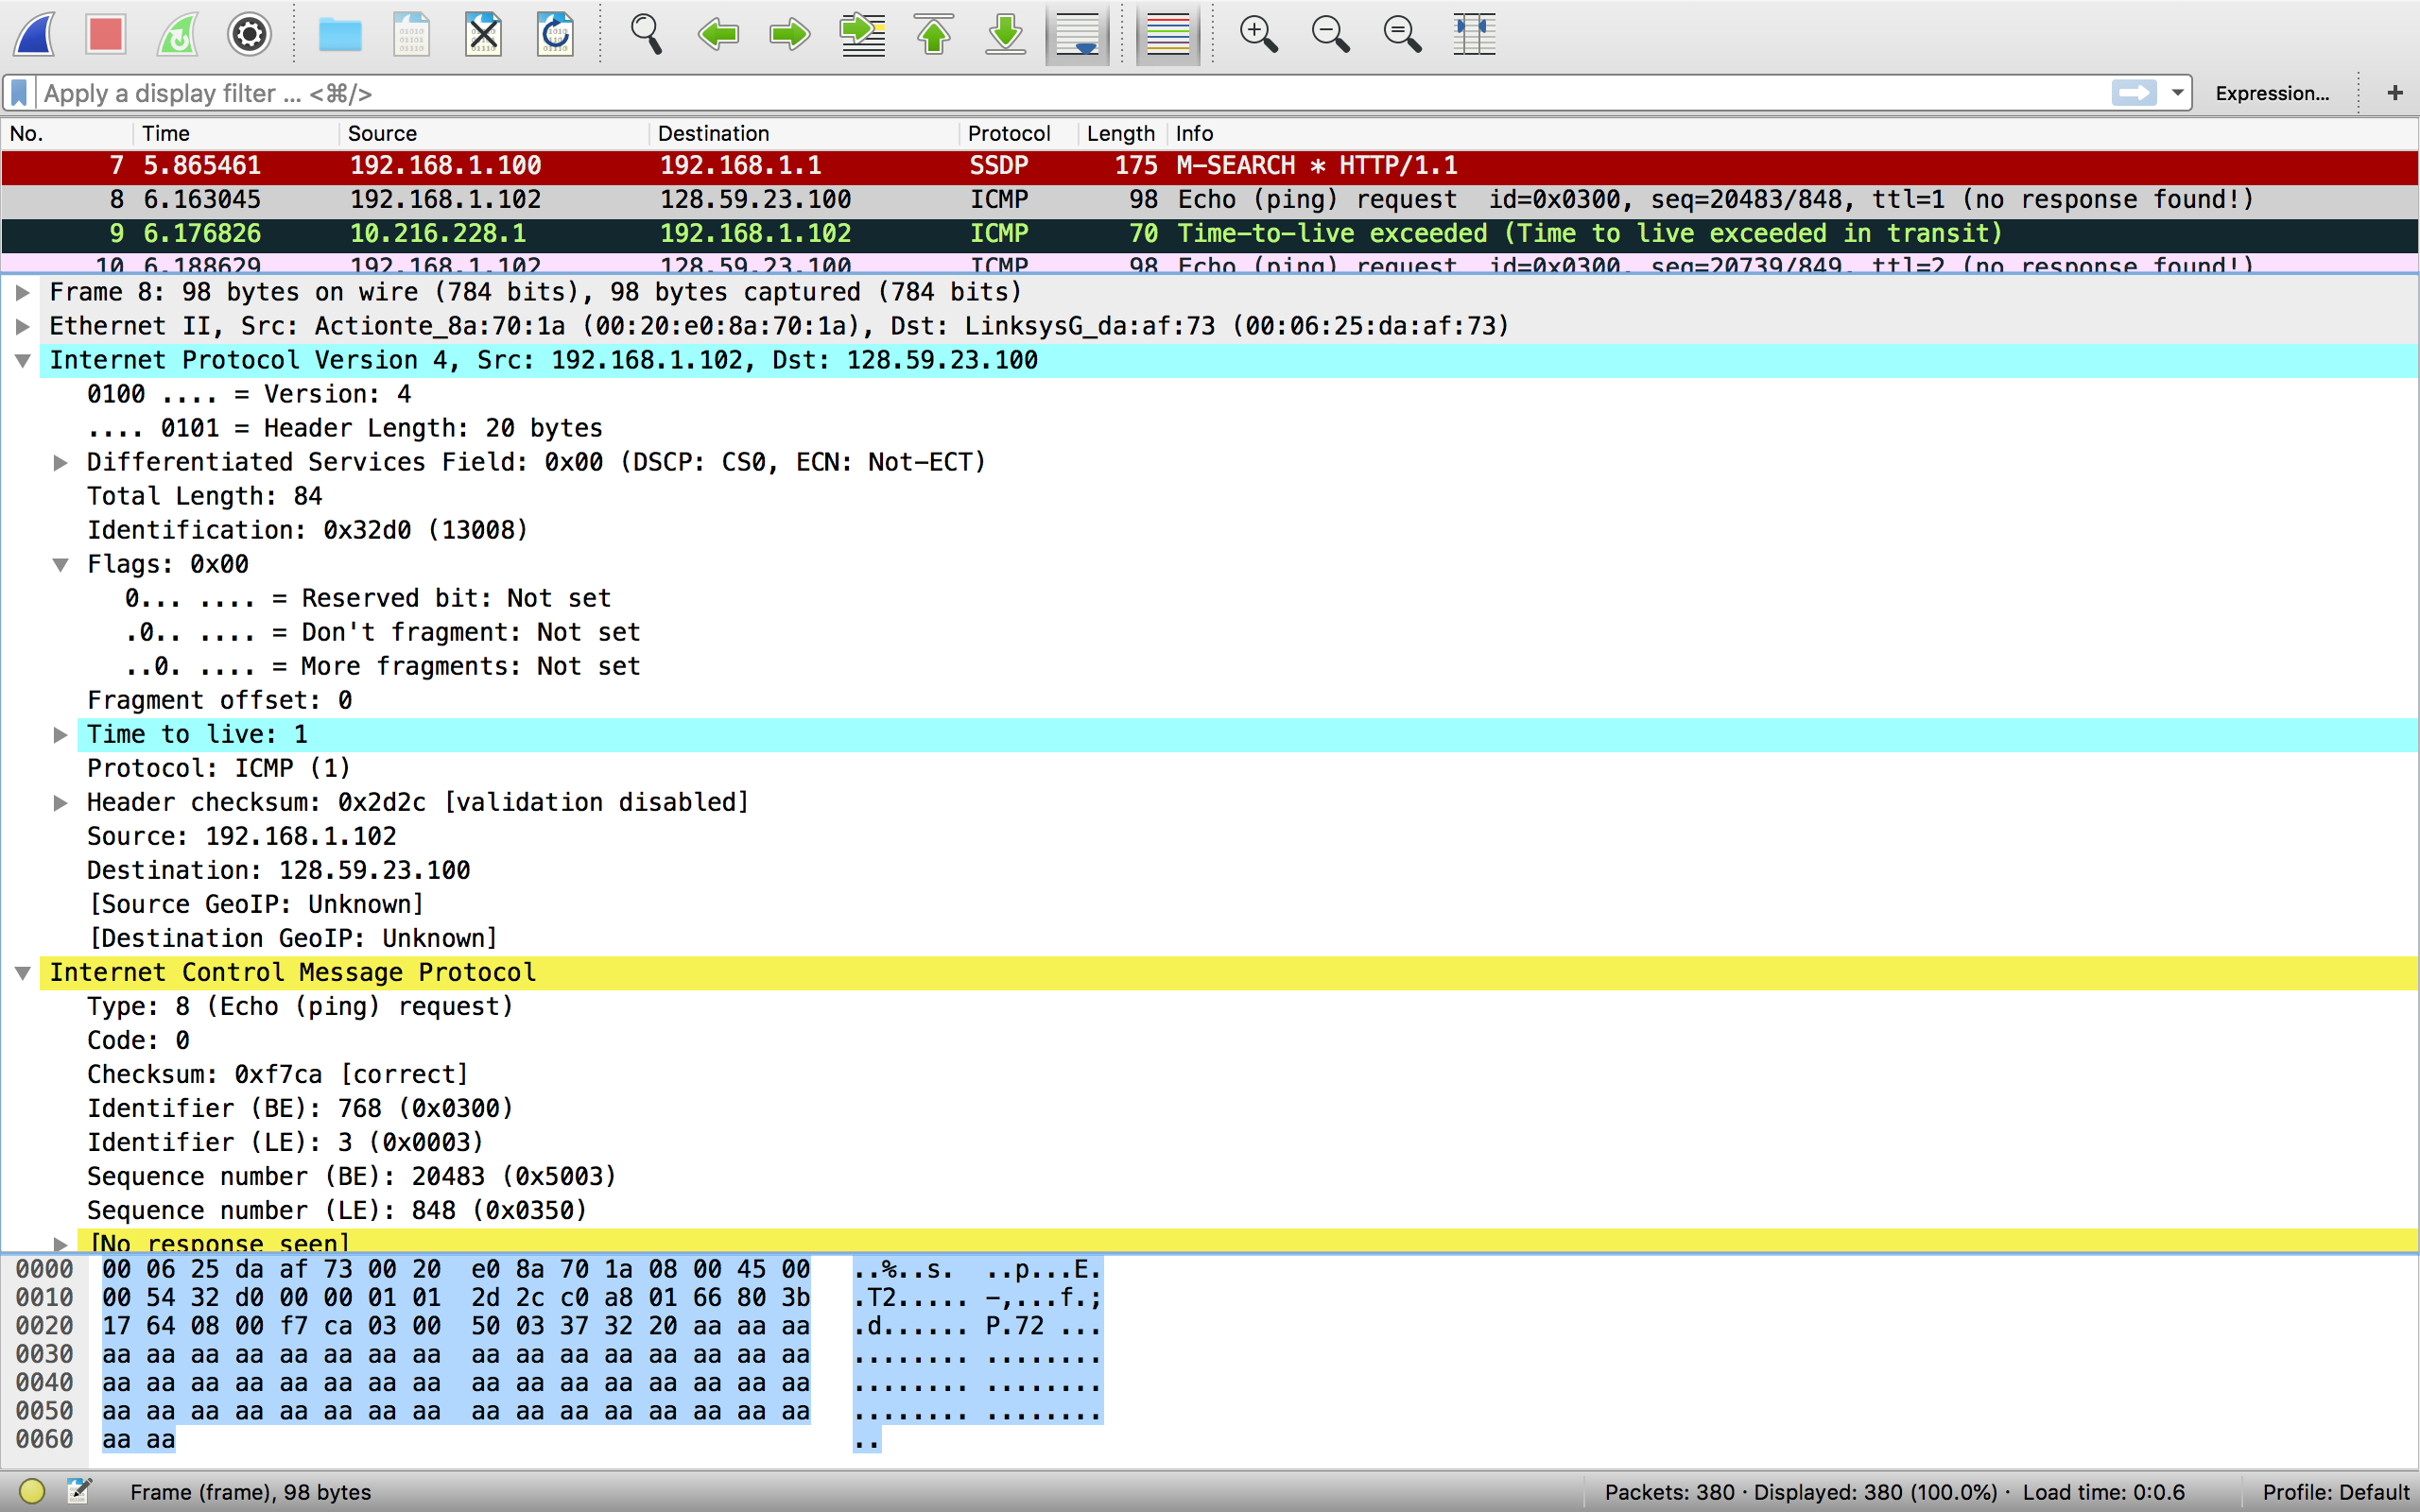 Apply a display filter ... <⌘/>
Expression...
+
No. Time Source Destination Protocol Length Info
7 5.865461 192.168.1.100 192.168.1.1 SSDP 175 M-SEARCH * HTTP/1.1
8 6.163045 192.168.1.102 128.59.23.100 ICMP 98 Echo (ping) request id=0x0300, seq=20483/848, ttl=1 (no response found!)
9 6.176826 10.216.228.1 192.168.1.102 ICMP 70 Time-to-live exceeded (Time to live exceeded in transit)
10 6.188629 192.168.1.102 128.59.23.100 ICMP 98 Echo (ping) request id=0x0300, seq=20739/849, ttl=2 (no response found!)
Frame 8: 98 bytes on wire (784 bits), 98 bytes captured (784 bits)
Ethernet II, Src: Actionte_8a:70:1a (00:20:e0:8a:70:1a), Dst: LinksysG_da:af:73 (00:06:25:da:af:73)
Internet Protocol Version 4, Src: 192.168.1.102, Dst: 128.59.23.100
0100 .... = Version: 4
.... 0101 = Header Length: 20 bytes
Differentiated Services Field: 0x00 (DSCP: CS0, ECN: Not-ECT)
Total Length: 84
Identification: 0x32d0 (13008)
Flags: 0x00
0... .... = Reserved bit: Not set
.0.. .... = Don't fragment: Not set
..0. .... = More fragments: Not set
Fragment offset: 0
Time to live: 1
Protocol: ICMP (1)
Header checksum: 0x2d2c [validation disabled]
Source: 192.168.1.102
Destination: 128.59.23.100
[Source GeoIP: Unknown]
[Destination GeoIP: Unknown]
Internet Control Message Protocol
Type: 8 (Echo (ping) request)
Code: 0
Checksum: 0xf7ca [correct]
Identifier (BE): 768 (0x0300)
Identifier (LE): 3 (0x0003)
Sequence number (BE): 20483 (0x5003)
Sequence number (LE): 848 (0x0350)
[No response seen]
0000 00 06 25 da af 73 00 20 e0 8a 70 1a 08 00 45 00 ..%..s. ..p...E.
0010 00 54 32 d0 00 00 01 01 2d 2c c0 a8 01 66 80 3b .T2..... -,...f.;
0020 17 64 08 00 f7 ca 03 00 50 03 37 32 20 aa aa aa .d...... P.72 ...
0030 aa aa aa aa aa aa aa aa aa aa aa aa aa aa aa aa ........ ........
0040 aa aa aa aa aa aa aa aa aa aa aa aa aa aa aa aa ........ ........
0050 aa aa aa aa aa aa aa aa aa aa aa aa aa aa aa aa ........ ........
0060 aa aa ..
Frame (frame), 98 bytes
Packets: 380 · Displayed: 380 (100.0%) · Load time: 0:0.6
Profile: Default